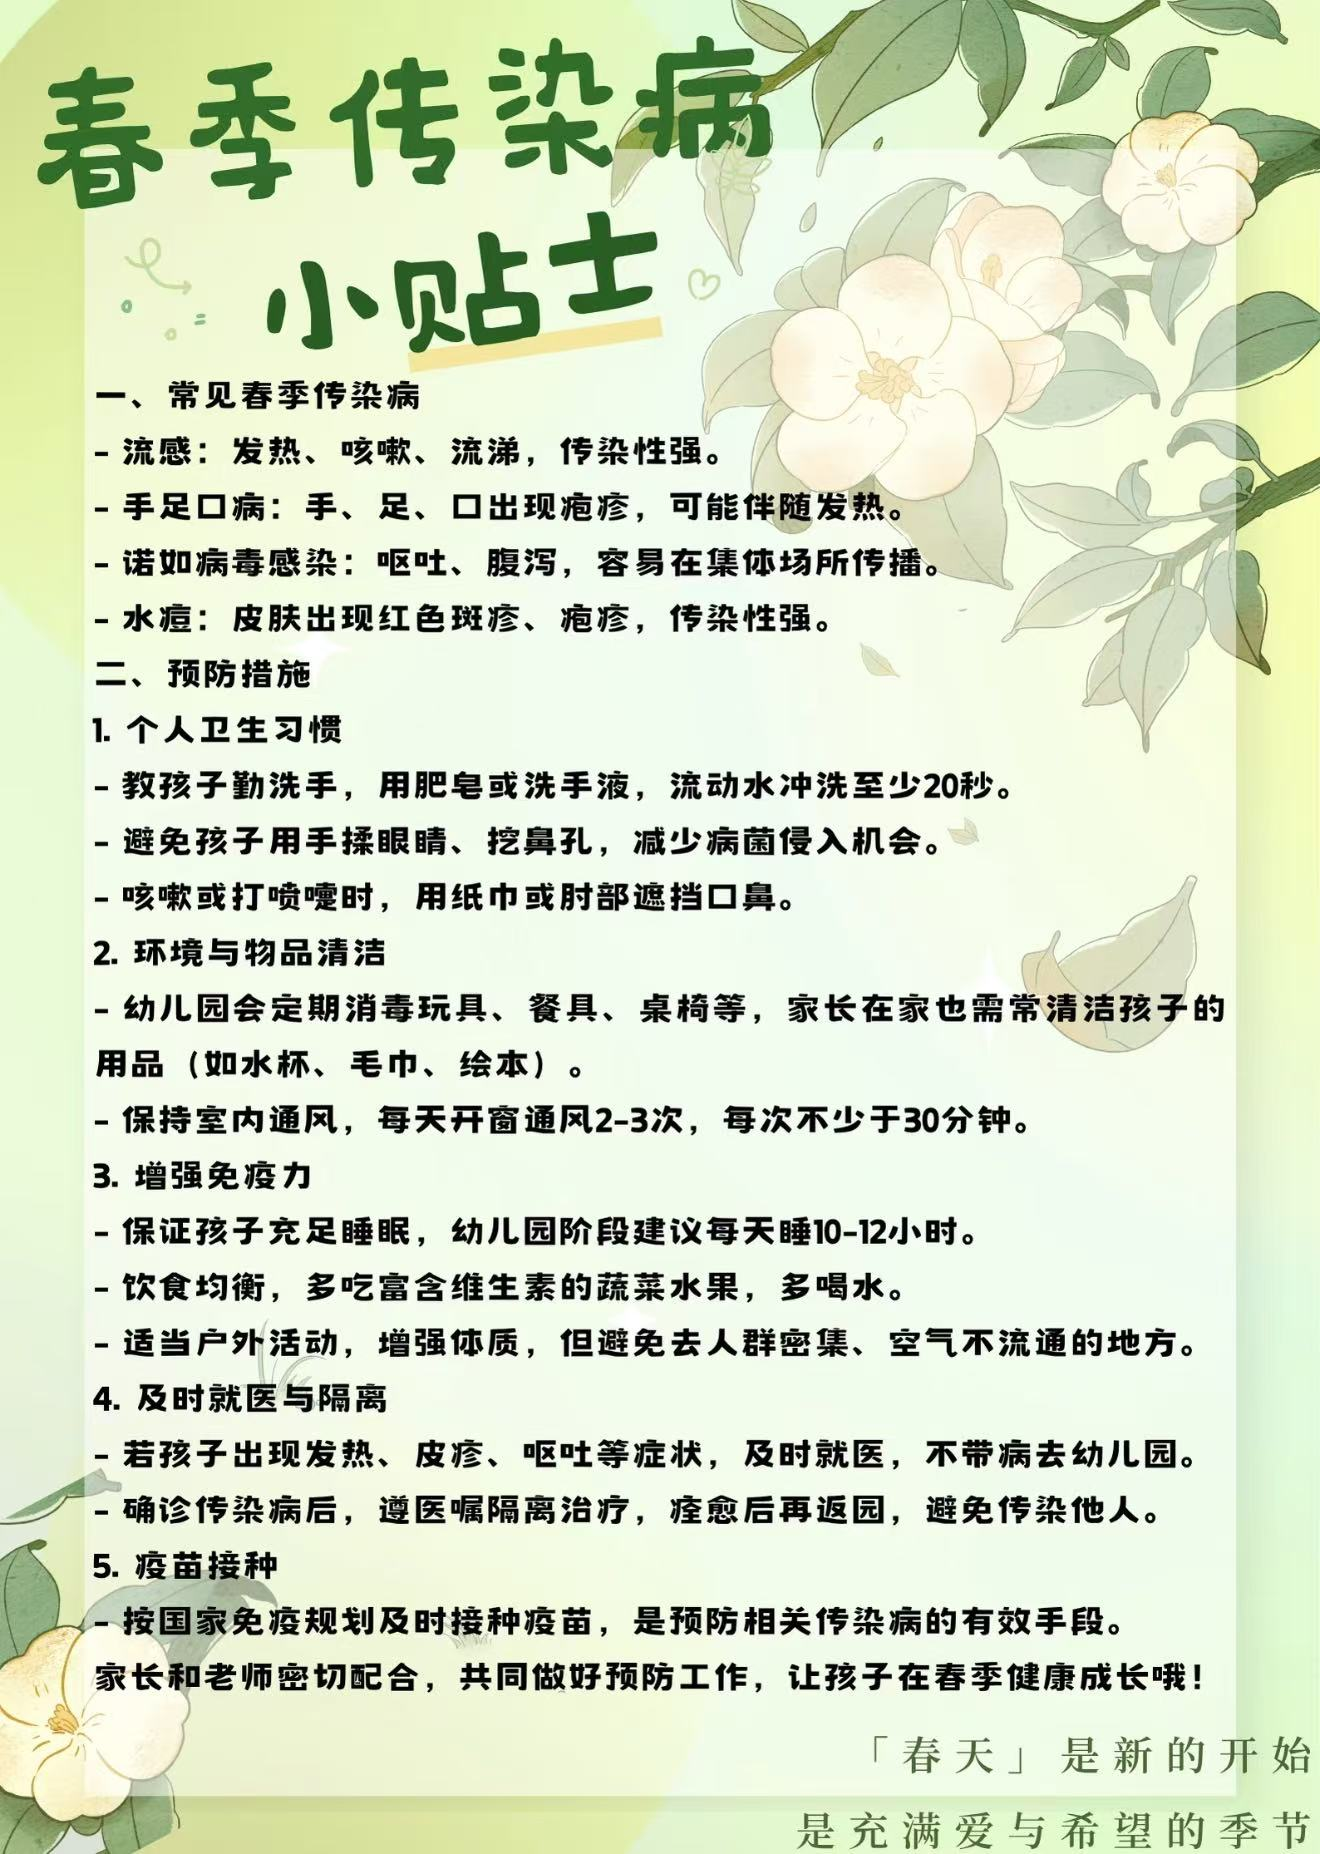 春季传染病
小贴士
一、常见春季传染病
- 流感：发热、咳嗽、流涕，传染性强。
- 手足口病：手、足、口出现疱疹，可能伴随发热。
- 诺如病毒感染：呕吐、腹泻，容易在集体场所传播。
- 水痘：皮肤出现红色斑疹、疱疹，传染性强。
二、预防措施
1. 个人卫生习惯
- 教孩子勤洗手，用肥皂或洗手液，流动水冲洗至少20秒。
- 避免孩子用手揉眼睛、挖鼻孔，减少病菌侵入机会。
- 咳嗽或打喷嚏时，用纸巾或肘部遮挡口鼻。
2. 环境与物品清洁
- 幼儿园会定期消毒玩具、餐具、桌椅等，家长在家也需常清洁孩子的
用品（如水杯、毛巾、绘本）。
- 保持室内通风，每天开窗通风2-3次，每次不少于30分钟。
3. 增强免疫力
- 保证孩子充足睡眠，幼儿园阶段建议每天睡10-12小时。
- 饮食均衡，多吃富含维生素的蔬菜水果，多喝水。
- 适当户外活动，增强体质，但避免去人群密集、空气不流通的地方。
4. 及时就医与隔离
- 若孩子出现发热、皮疹、呕吐等症状，及时就医，不带病去幼儿园。
- 确诊传染病后，遵医嘱隔离治疗，痊愈后再返园，避免传染他人。
5. 疫苗接种
- 按国家免疫规划及时接种疫苗，是预防相关传染病的有效手段。
家长和老师密切配合，共同做好预防工作，让孩子在春季健康成长哦！
「春天」是新的开始
是充满爱与希望的季节